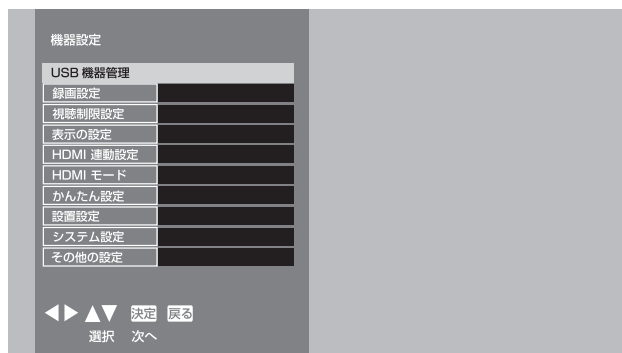 機器設定
USB 機器管理
録画設定
視聴制限設定
表示の設定
HDMI 連動設定
HDMI モード
かんたん設定
設置設定
システム設定
その他の設定
◀▶ ▲▼ 決定 戻る
選択 次へ